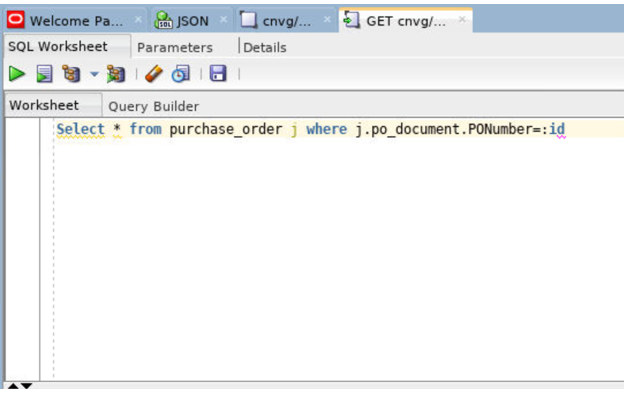 Welcome Pa... JSON cnvg/... GET cnvg/...
SQL Worksheet Parameters Details
Worksheet Query Builder
Select * from purchase_order j where j.po_document.PONumber=:id